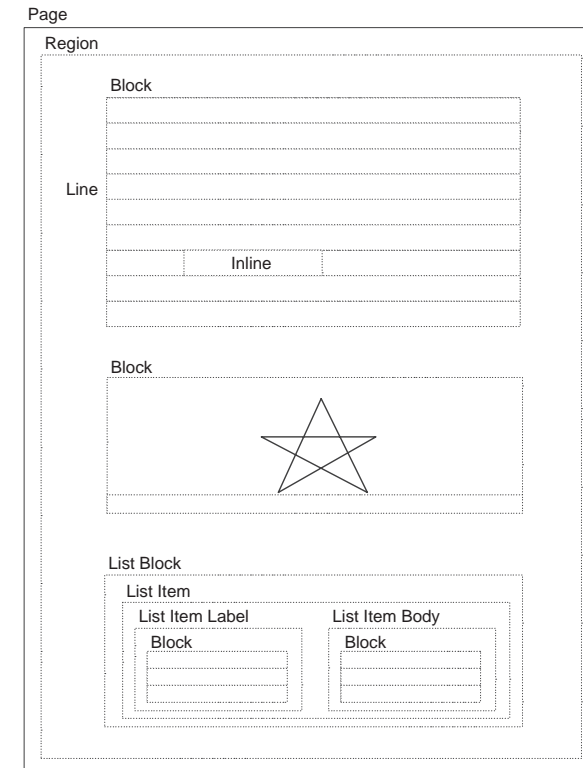 Page
Region
Block
Line
Inline
Block
List Block
List Item
List Item Label List Item Body
Block Block